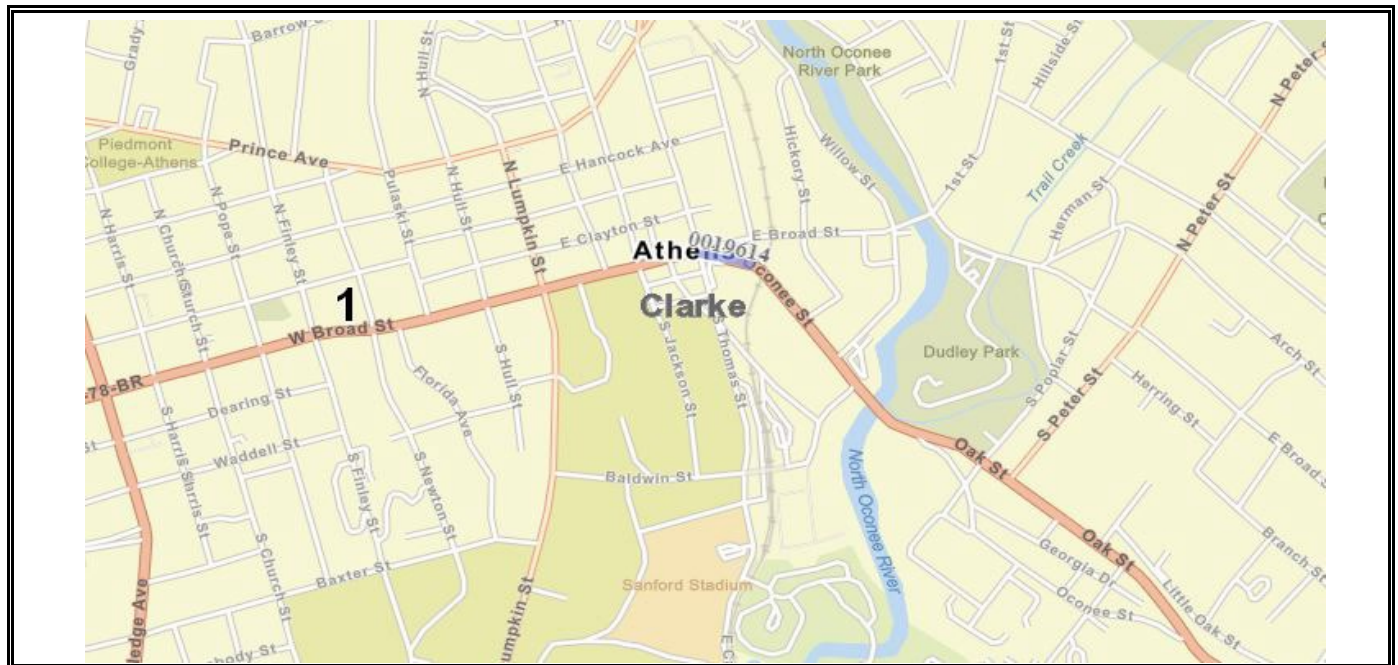 Grady
Barrow
N Hull St
N Hull St
North Oconee
River Park
1st St
Hillside
N Peter
Piedmont
College-Athens
Prince Ave
Hickory St
Willow St
E Hancock Ave
N Lumpkin St
Pulaski St
N Hull St
1st St
Trail Creek
Herman St
N Peter St
N Harris St
N Church St
N Pope St
N Finley St
E Clayton St
E Broad St
0019614
Athens
Oconee St
Clarke
1
W Broad St
S Thomas St
S Jackson St
Dudley Park
S Poplar St
S Peter St
Arch St
Herring St
E Broad S
-78-BR
Dearing St
Florida Ave
S Hull St
Waddell St
S Harris St
S Finley St
S Newton St
Baldwin St
Oak St
North Oconee River
Oak St
Branch St
Georgia Dr
Little Oak St
Oconee St
S Church St
Baxter St
Sanford Stadium
ledge Ave
umpkin St
body St
E C